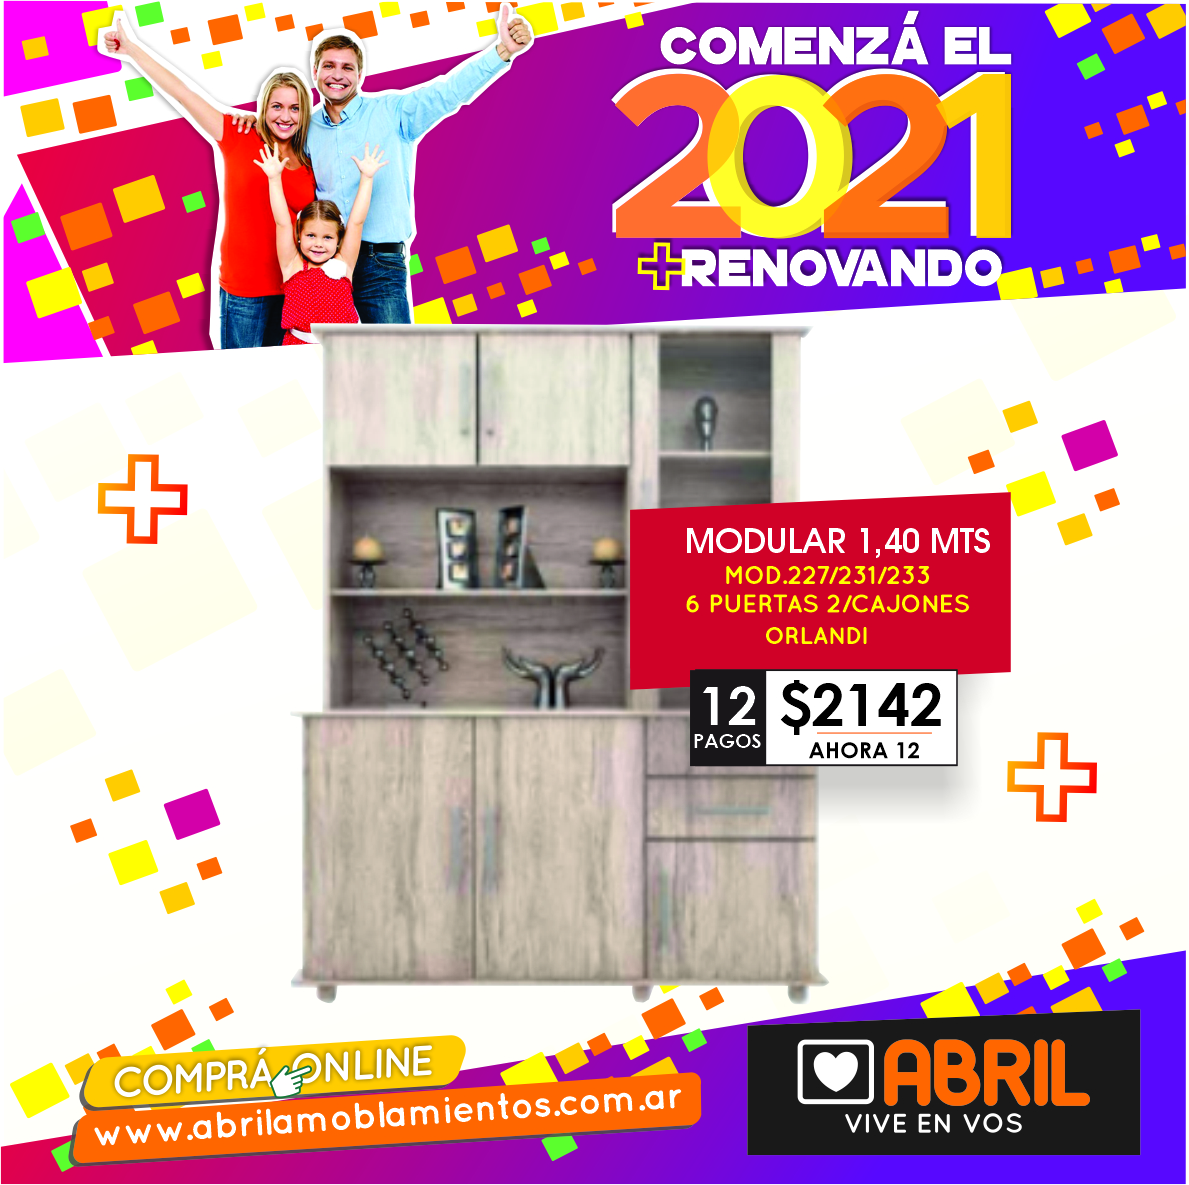 COMENZÁ EL
2021
+RENOVANDO
MODULAR 1,40 MTS
MOD.227/231/233
6 PUERTAS 2/CAJONES
ORLANDI
12
PAGOS
$2142
AHORA 12
COMPRÁ ONLINE
www.abrilamoblamientos.com.ar
ABRIL
VIVE EN VOS